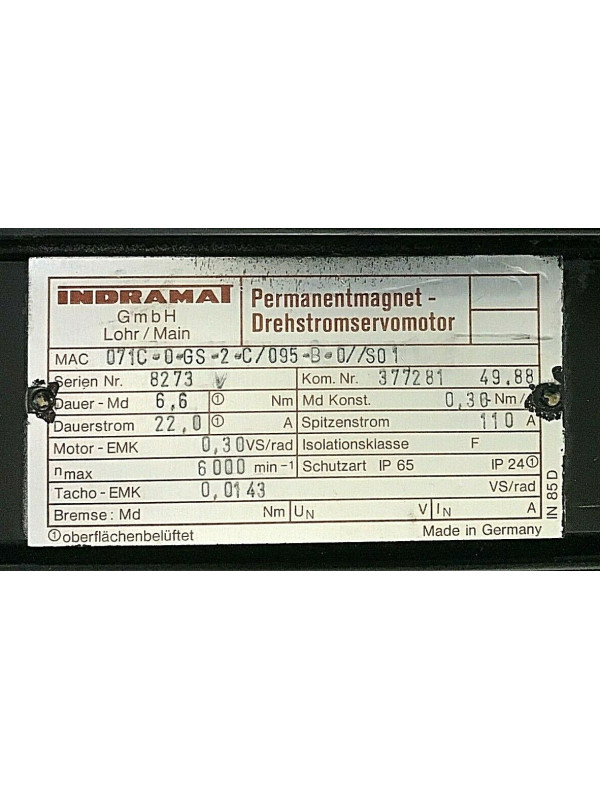 INDRAMAT
GmbH
Lohr/Main
Permanentmagnet-
Drehstromservomotor
MAC 071C-0-GS-2-C/095-B-0//S01
Serien Nr. 8273 Kom. Nr. 377281 49.88
Dauer-Md 6,6 ① Nm Md Konst. 0,30 Nm/
Dauerstrom 22,0 ① A Spitzenstrom 110 A
Motor-EMK 0,30 VS/rad Isolationsklasse F
nmax 6000 min-1 Schutzart IP 65 IP 24①
Tacho-EMK 0,0143 VS/rad
Bremse: Md Nm UN V IN A
①oberflächenbelüftet Made in Germany
IN 85D